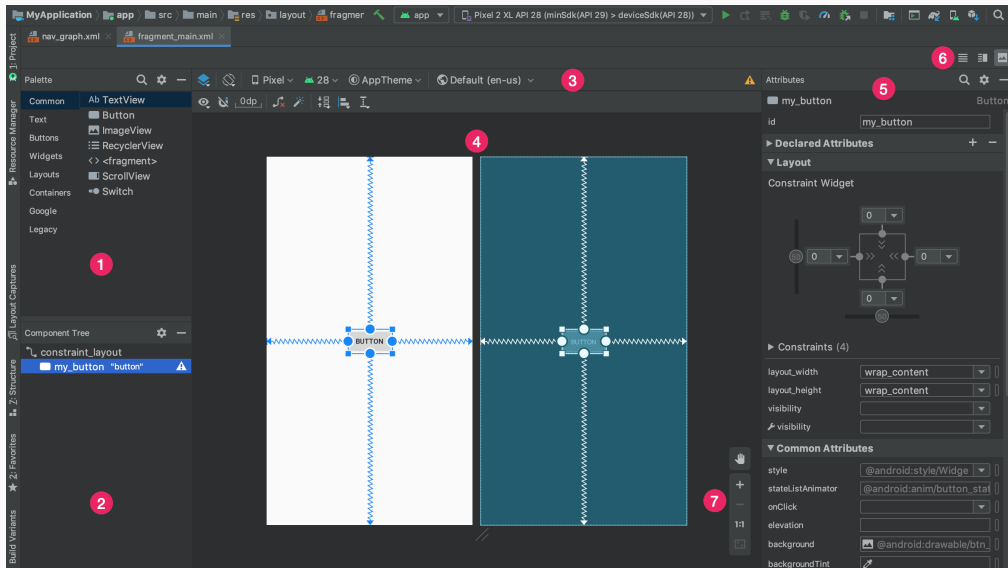 MyApplication app src main res layout fragmer app Pixel 2 XL API 28 (minSdk(API 29) > deviceSdk(API 28))
nav_graph.xml fragment_main.xml
1: Project
Resource Manager
Layout Captures
Z: Structure
2: Favorites
Build Variants
6
Palette
Common
Text
Buttons
Widgets
Layouts
Containers
Google
Legacy
Ab TextView
Button
ImageView
RecyclerView
<> <fragment>
ScrollView
Switch
1
Component Tree
constraint_layout
my_button "button"
2
Pixel 28 AppTheme Default (en-us)
3
0dp
4
BUTTON
BUTTON
1:1
7
Attributes
5
my_button Button
id my_button
Declared Attributes
Layout
Constraint Widget
0
50 0 0
0
50
Constraints (4)
layout_width wrap_content
layout_height wrap_content
visibility
visibility
Common Attributes
style @android:style/Widge
stateListAnimator @android:anim/button_stat
onClick
elevation
background @android:drawable/btn_
backgroundTint